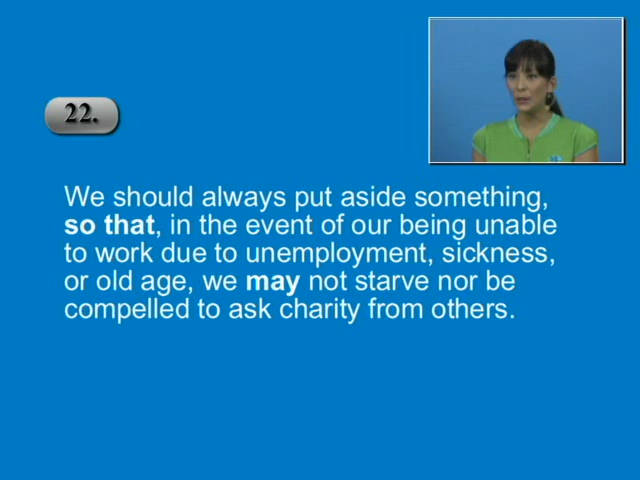 22.
We should always put aside something,
so that, in the event of our being unable
to work due to unemployment, sickness,
or old age, we may not starve nor be
compelled to ask charity from others.